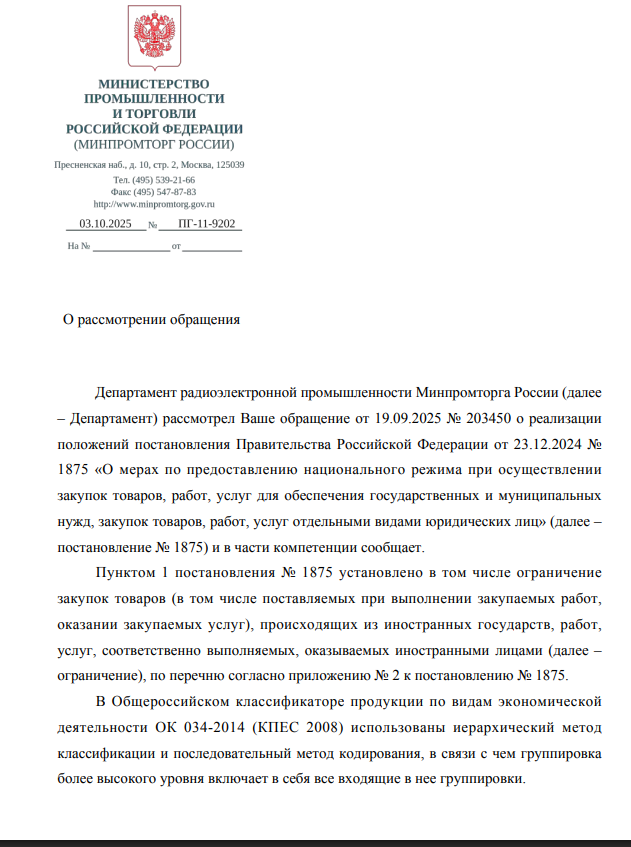 МИНИСТЕРСТВО
ПРОМЫШЛЕННОСТИ
И ТОРГОВЛИ
РОССИЙСКОЙ ФЕДЕРАЦИИ
(МИНПРОМТОРГ РОССИИ)
Пресненская наб., д. 10, стр. 2, Москва, 125039
Тел. (495) 539-21-66
Факс (495) 547-87-83
http://www.minpromtorg.gov.ru
03.10.2025 № ПГ-11-9202
На № от
О рассмотрении обращения
Департамент радиоэлектронной промышленности Минпромторга России (далее
– Департамент) рассмотрел Ваше обращение от 19.09.2025 № 203450 о реализации
положений постановления Правительства Российской Федерации от 23.12.2024 №
1875 «О мерах по предоставлению национального режима при осуществлении
закупок товаров, работ, услуг для обеспечения государственных и муниципальных
нужд, закупок товаров, работ, услуг отдельными видами юридических лиц» (далее –
постановление № 1875) и в части компетенции сообщает.
Пунктом 1 постановления № 1875 установлено в том числе ограничение
закупок товаров (в том числе поставляемых при выполнении закупаемых работ,
оказании закупаемых услуг), происходящих из иностранных государств, работ,
услуг, соответственно выполняемых, оказываемых иностранными лицами (далее –
ограничение), по перечню согласно приложению № 2 к постановлению № 1875.
В Общероссийском классификаторе продукции по видам экономической
деятельности ОК 034-2014 (КПЕС 2008) использованы иерархический метод
классификации и последовательный метод кодирования, в связи с чем группировка
более высокого уровня включает в себя все входящие в нее группировки.